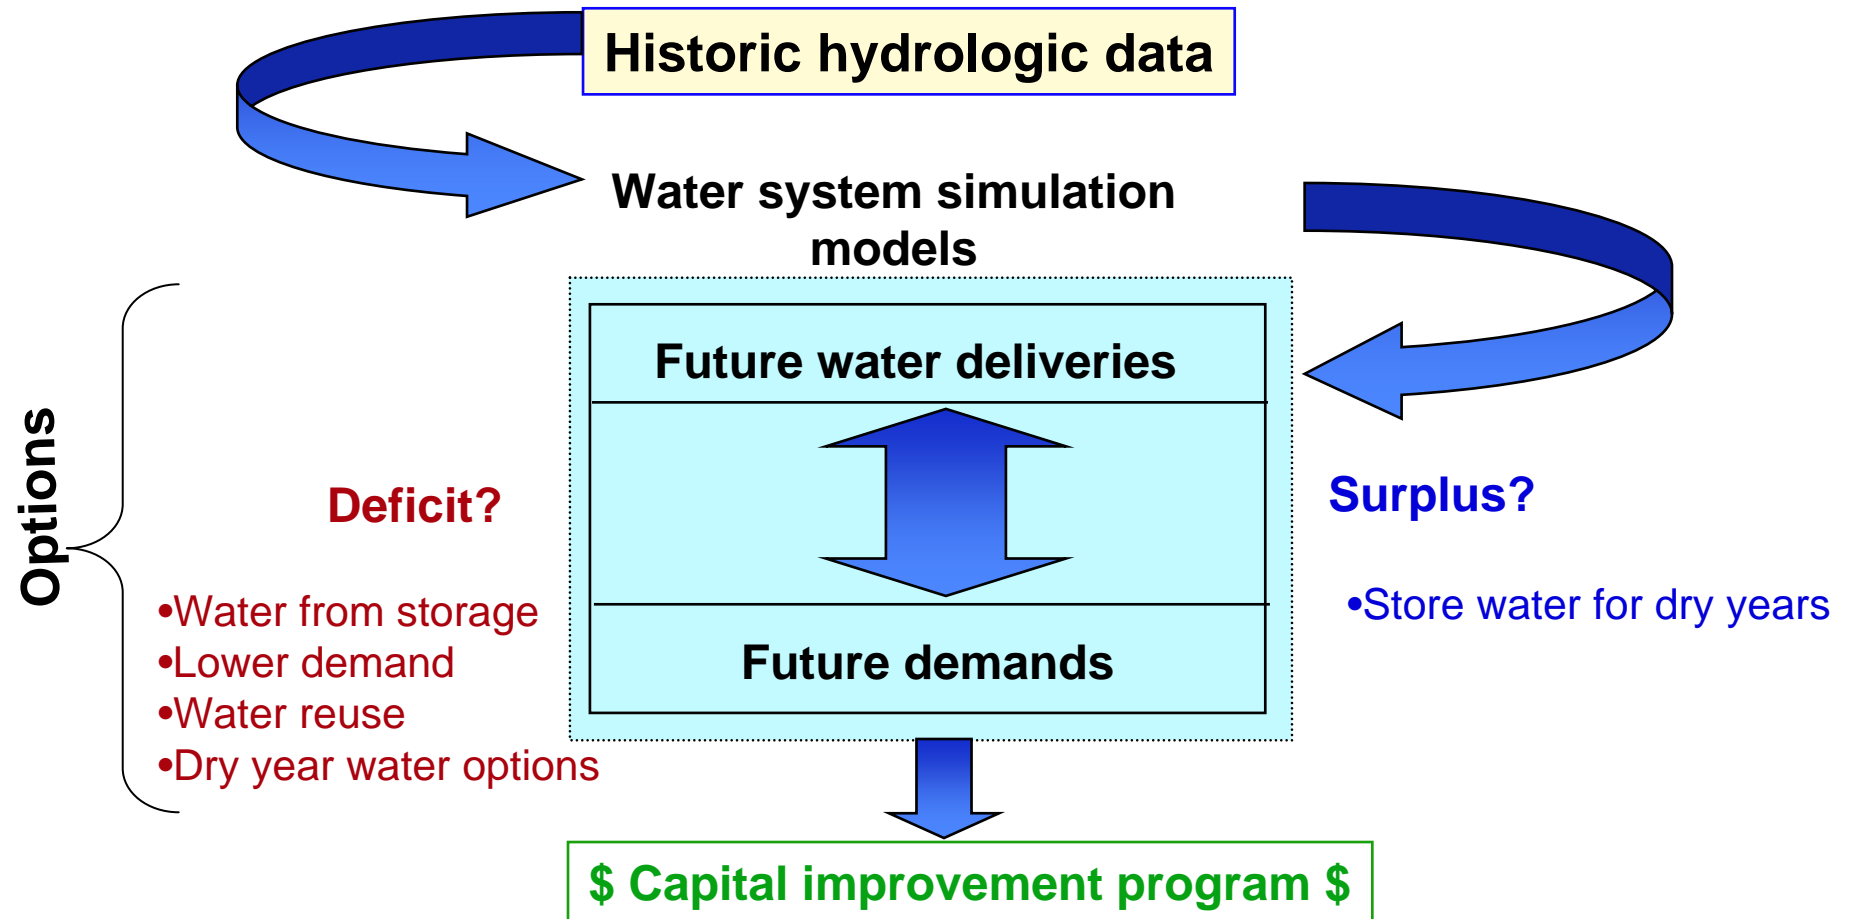 Historic hydrologic data
Water system simulation
models
Future water deliveries
Options
Deficit?
Surplus?
•Water from storage
•Lower demand
•Water reuse
•Dry year water options
•Store water for dry years
Future demands
$ Capital improvement program $